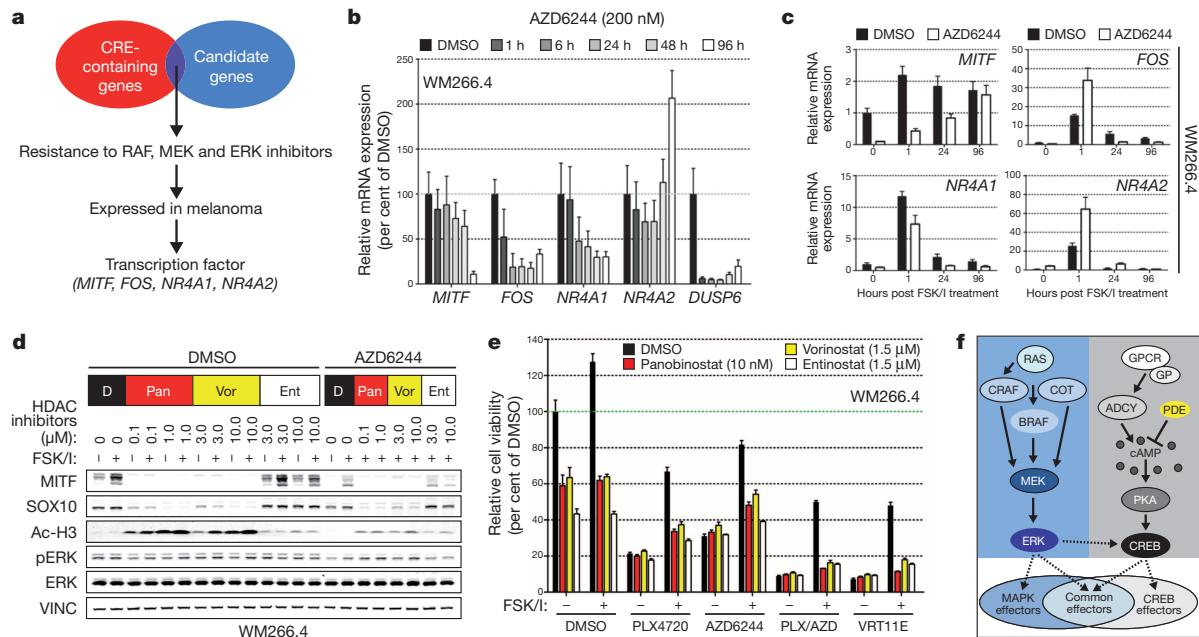 a
CRE-
containing
genes
Candidate
genes
Resistance to RAF, MEK and ERK inhibitors
Expressed in melanoma
Transcription factor
(MITF, FOS, NR4A1, NR4A2)
b
AZD6244 (200 nM)
DMSO 1 h 6 h 24 h 48 h 96 h
WM266.4
Relative mRNA expression
(per cent of DMSO)
250
200
150
100
50
0
MITF FOS NR4A1 NR4A2 DUSP6
c
DMSO AZD6244
MITF
Relative mRNA
expression
3
2
1
0
0 1 24 96
FOS
50
40
30
20
10
0
0 1 24 96
NR4A1
Relative mRNA
expression
15
10
5
0
0 1 24 96
Hours post FSK/I treatment
NR4A2
100
80
60
40
20
0
0 1 24 96
Hours post FSK/I treatment
WM266.4
d
DMSO AZD6244
D Pan Vor Ent D Pan Vor Ent
HDAC
inhibitors
(µM):
0 0 0.1 0.1 1.0 1.0 3.0 3.0 10.0 10.0 3.0 3.0 10.0 10.0 0 0 0.1 1.0 3.0 10.0 3.0 10.0
FSK/I: – + – + – + – + – + – + – + – + + + + + + +
MITF
SOX10
Ac-H3
pERK
ERK
VINC
WM266.4
e
DMSO
Panobinostat (10 nM)
Vorinostat (1.5 µM)
Entinostat (1.5 µM)
WM266.4
Relative cell viability
(per cent of DMSO)
140
120
100
80
60
40
20
0
FSK/I: – + – + – + – + – +
DMSO PLX4720 AZD6244 PLX/AZD VRT11E
f
RAS
CRAF
COT
BRAF
MEK
ERK
GPCR
GP
ADCY
PDE
cAMP
PKA
CREB
MAPK
effectors
Common
effectors
CREB
effectors